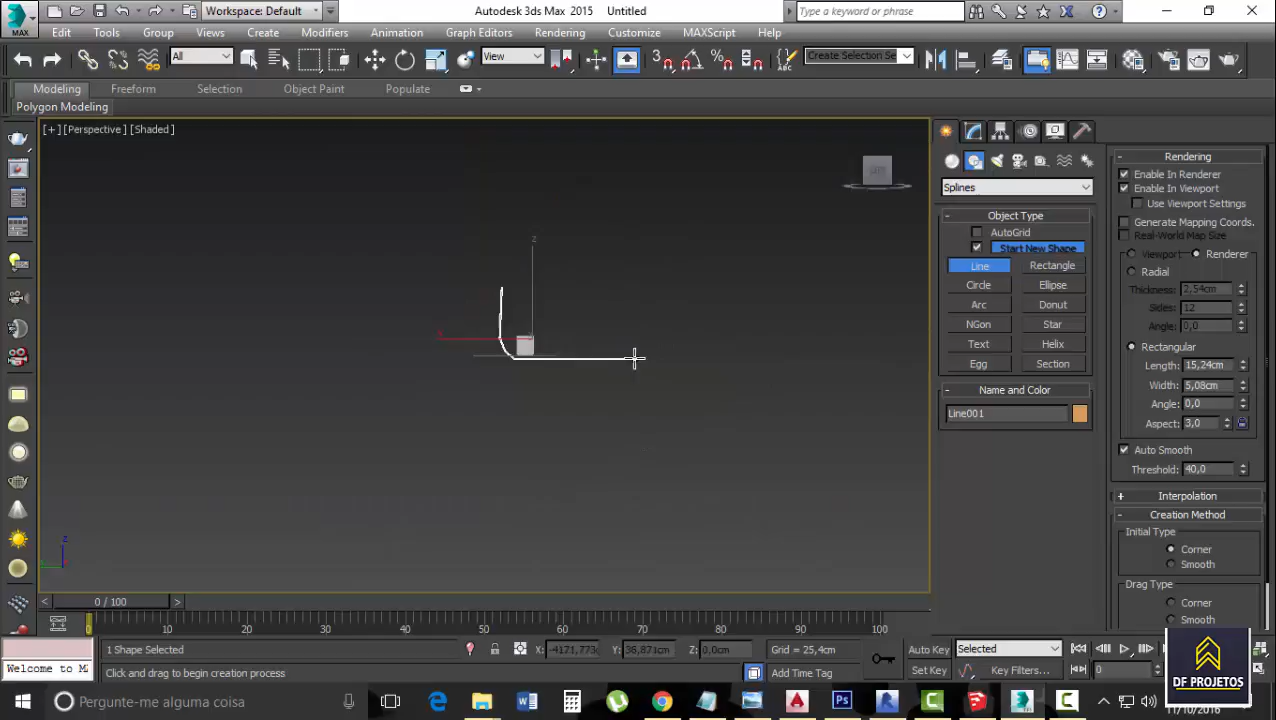 Workspace: Default
Autodesk 3ds Max 2015 Untitled
Type a keyword or phrase
MAX
Edit Tools Group Views Create Modifiers Animation Graph Editors Rendering Customize MAXScript Help
All
View
Create Selection Se
Modeling Freeform Selection Object Paint Populate
Polygon Modeling
[+] [Perspective] [Shaded]
Splines
Object Type
AutoGrid
Start New Shape
Line Rectangle
Circle Ellipse
Arc Donut
NGon Star
Text Helix
Egg Section
Name and Color
Line001
Rendering
Enable In Renderer
Enable In Viewport
Use Viewport Settings
Generate Mapping Coords.
Real-World Map Size
Viewport Renderer
Radial
Thickness: 2,54cm
Sides: 12
Angle: 0,0
Rectangular
Length: 15,24cm
Width: 5,08cm
Angle: 0,0
Aspect: 3,0
Auto Smooth
Threshold: 40,0
Interpolation
Creation Method
Initial Type
Corner
Smooth
Drag Type
Corner
Smooth
z
z
0 / 100
0 10 20 30 40 50 60 70 80 90 100
1 Shape Selected
X: -4171,773c Y: 36,871cm Z: 0,0cm Grid = 25,4cm
Auto Key Selected
Welcome to M
Click and drag to begin creation process
Add Time Tag
Set Key Key Filters... 0
DF PROJETOS
Pergunte-me alguma coisa
11/10/2016